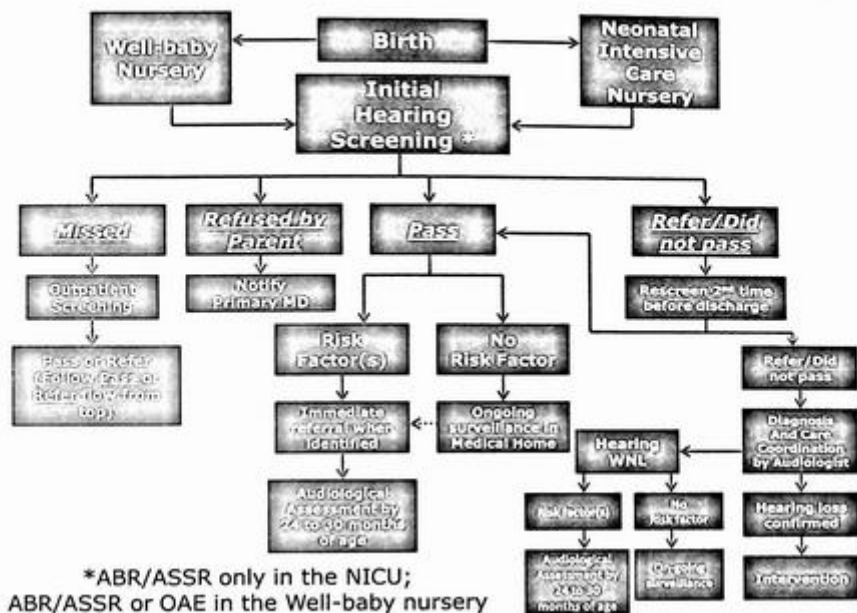 Birth
Well-baby
Nursery
Neonatal
Intensive
Care
Nursery
Initial
Hearing
Screening *
Missed
Refused by
Parent
Pass
Refer/Did
not pass
Outpatient
Screening
Notify
Primary MD
Rescreen 2nd time
before discharge
Pass or Refer
(Follow Pass or
Refer flow from
top)
Risk
Factor(s)
No
Risk Factor
Refer/Did
not pass
Immediate
referral when
identified
Ongoing
surveillance in
Medical Home
Hearing
WNL
Diagnosis
And Care
Coordination
by Audiologist
Audiological
Assessment by
24 to 30 months
of age
Risk factor(s)
No
Risk factor
Hearing loss
confirmed
Audiological
Assessment by
24 to 30
months of age
On-going
surveillance
Intervention
*ABR/ASSR only in the NICU;
ABR/ASSR or OAE in the Well-baby nursery